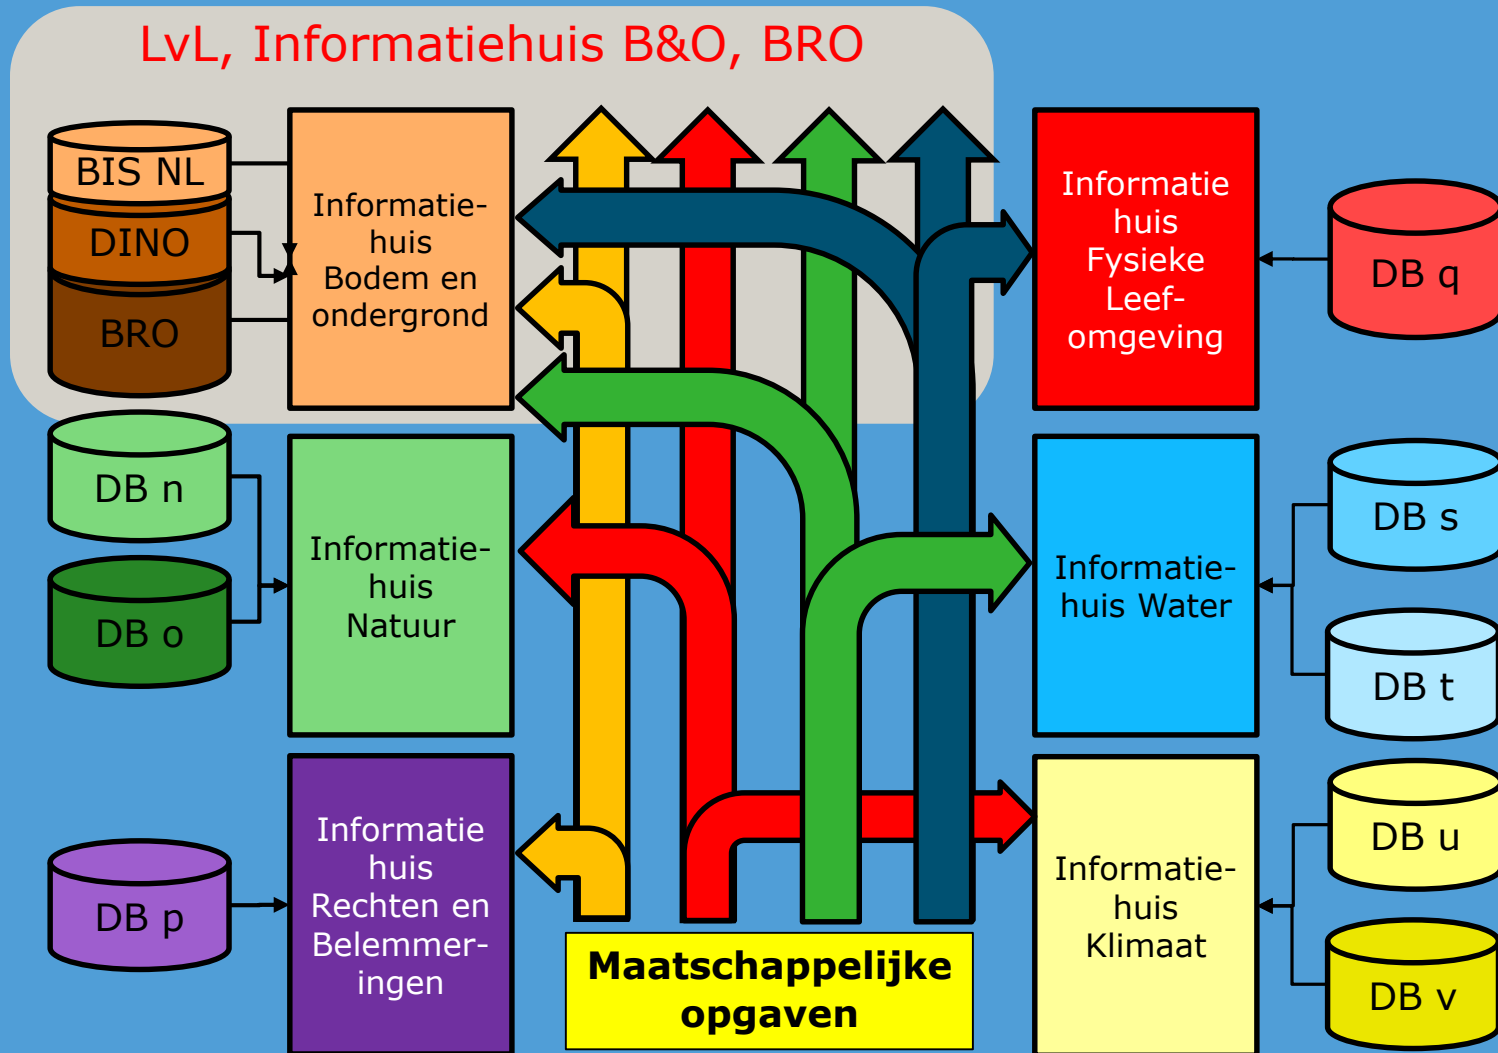 LvL, Informatiehuis B&O, BRO
BIS NL
DINO
BRO
Informatie-
huis
Bodem en
ondergrond
Informatie
huis
Fysieke
Leef-
omgeving
DB q
DB n
DB o
Informatie-
huis
Natuur
Informatie-
huis Water
DB s
DB t
DB p
Informatie
huis
Rechten en
Belemmer-
ingen
Maatschappelijke
opgaven
Informatie-
huis
Klimaat
DB u
DB v